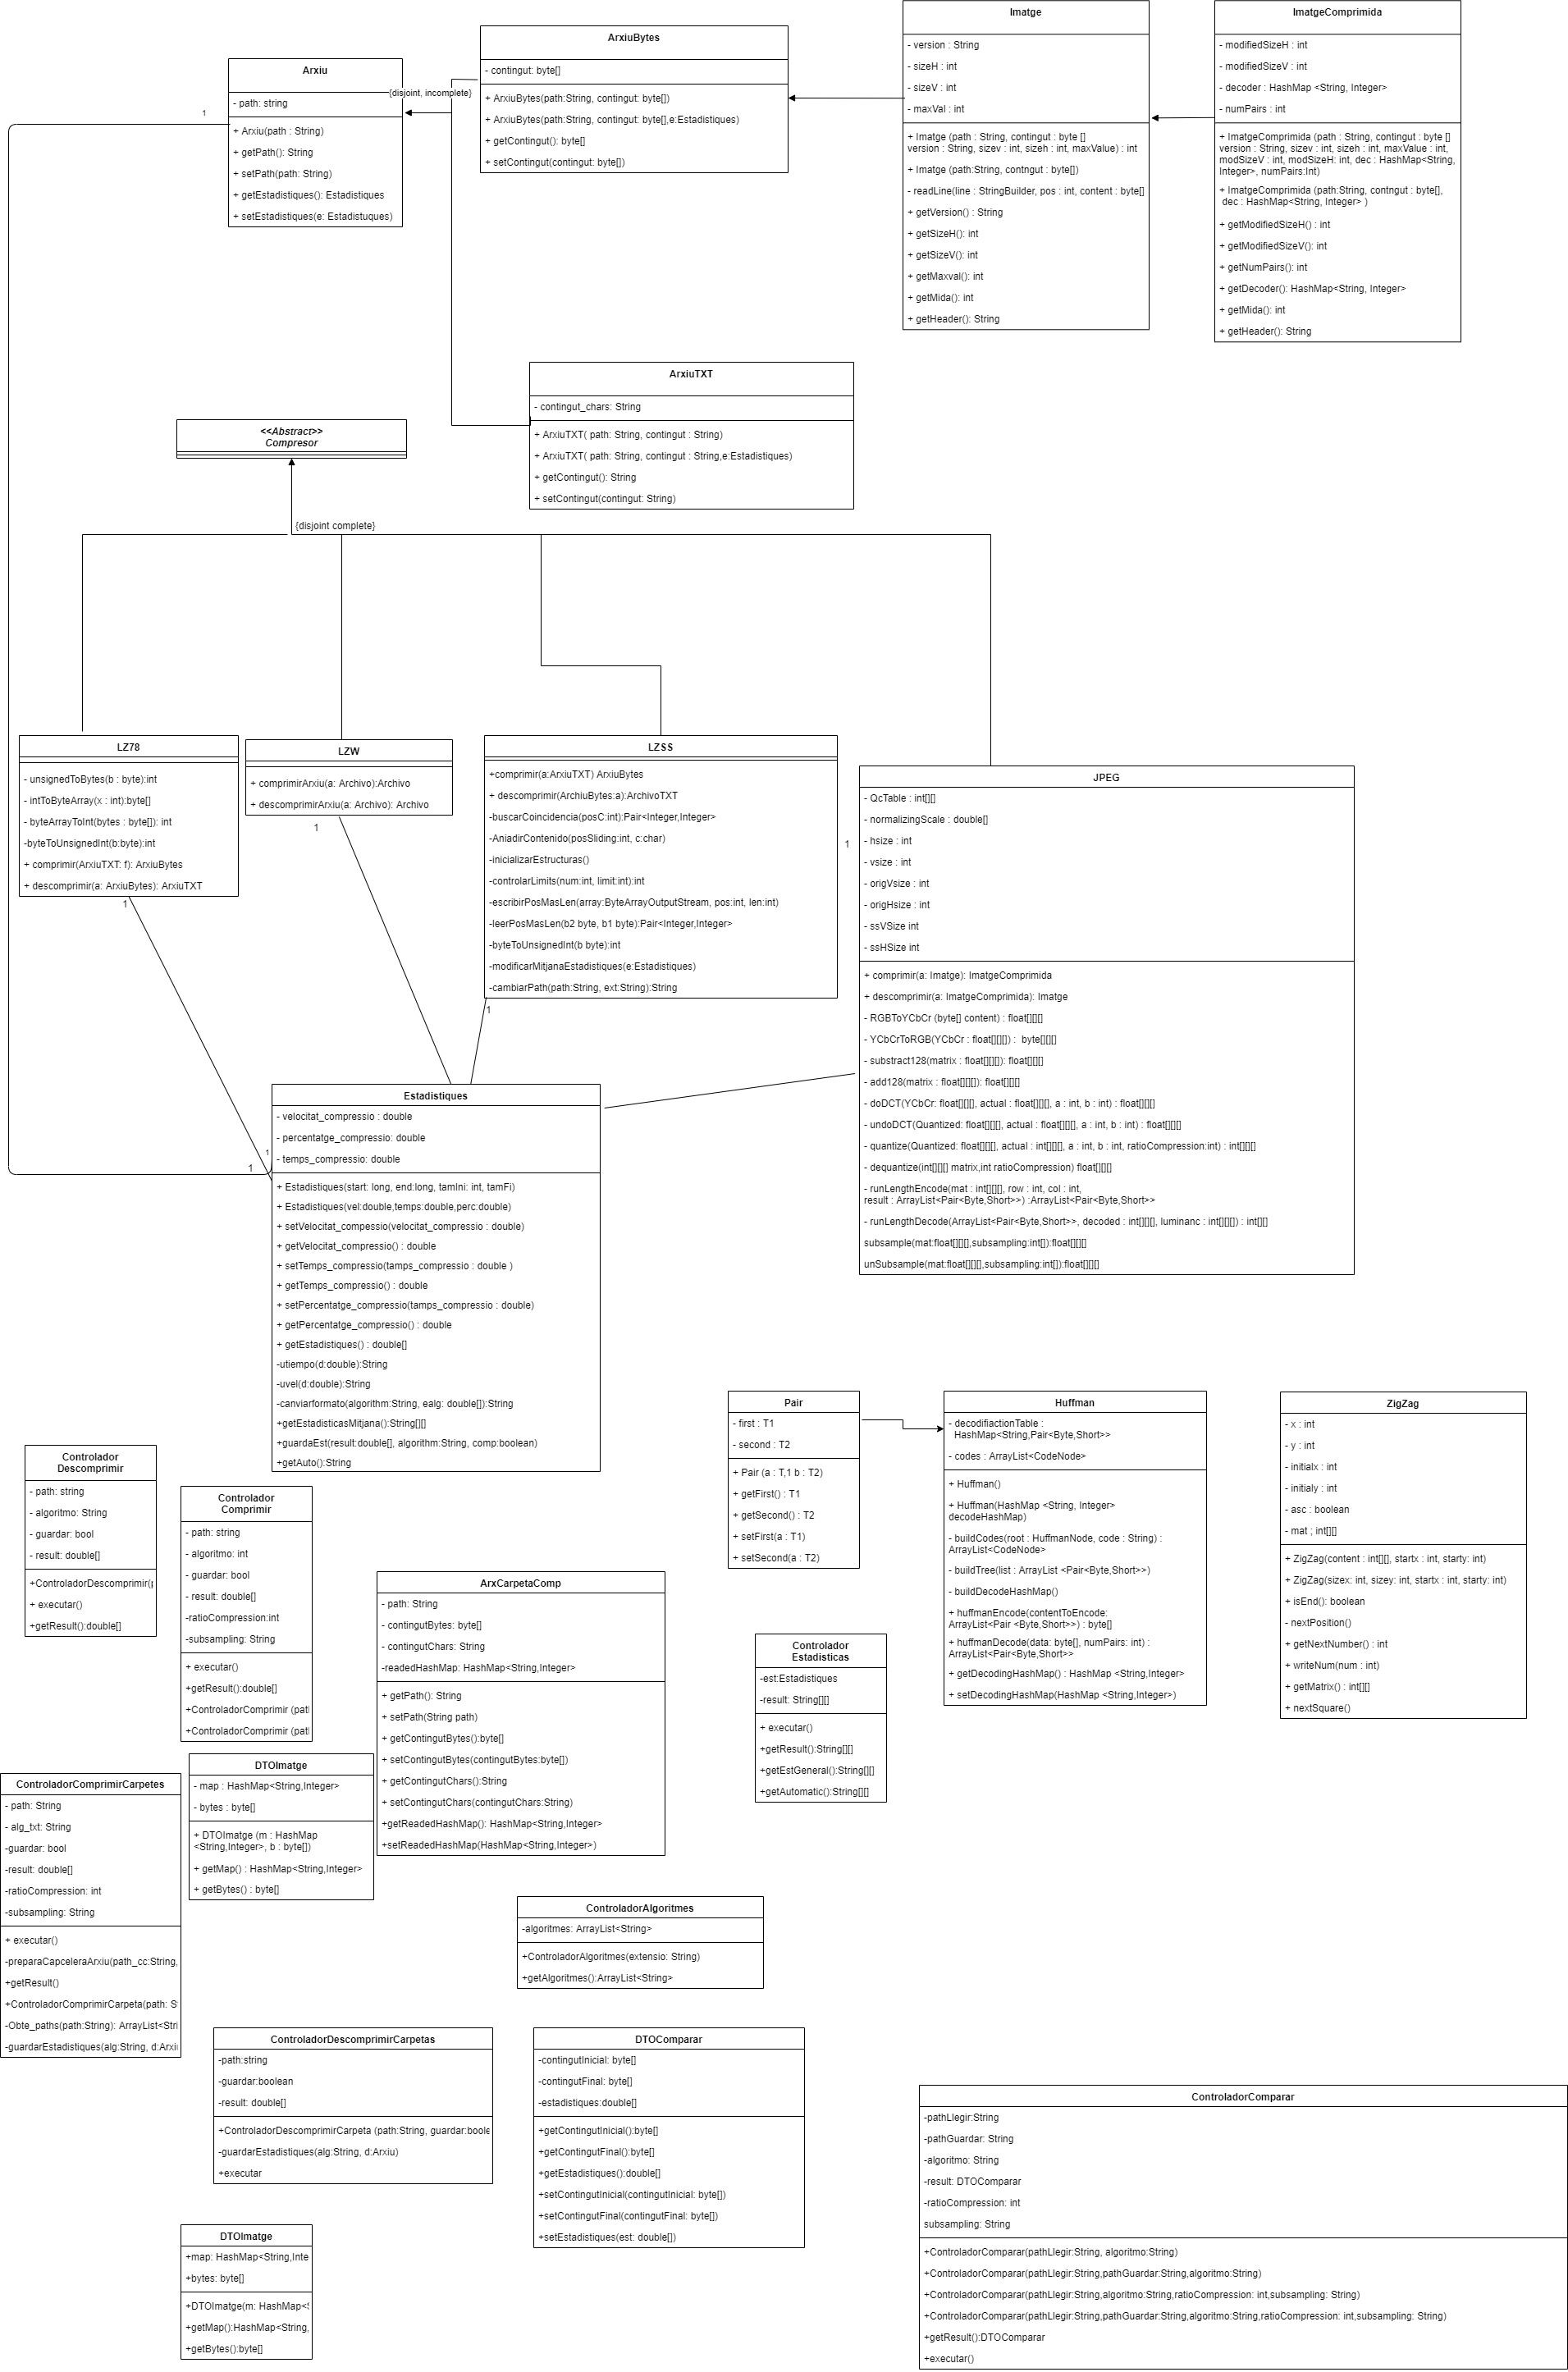 Arxiu
- path: string
+ Arxiu(path : String)
+ getPath(): String
+ setPath(path: String)
+ getEstadistiques(): Estadistiques
+ setEstadistiques(e: Estadistuques)
1
{disjoint, incomplete}
ArxiuBytes
- contingut: byte[]
+ ArxiuBytes(path:String, contingut: byte[])
+ ArxiuBytes(path:String, contingut: byte[],e:Estadistiques)
+ getContingut(): byte[]
+ setContingut(contingut: byte[])
Imatge
- version : String
- sizeH : int
- sizeV : int
- maxVal : int
+ Imatge (path : String, contingut : byte []
version : String, sizev : int, sizeh : int, maxValue) : int
+ Imatge (path:String, contngut : byte[])
- readLine(line : StringBuilder, pos : int, content : byte[]
+ getVersion() : String
+ getSizeH(): int
+ getSizeV(): int
+ getMaxval(): int
+ getMida(): int
+ getHeader(): String
ImatgeComprimida
- modifiedSizeH : int
- modifiedSizeV : int
- decoder : HashMap <String, Integer>
- numPairs : int
+ ImatgeComprimida (path : String, contingut : byte []
version : String, sizev : int, sizeh : int, maxValue : int,
modSizeV : int, modSizeH: int, dec : HashMap<String,
Integer>, numPairs:Int)
+ ImatgeComprimida (path:String, contngut : byte[],
dec : HashMap<String, Integer> )
+ getModifiedSizeH() : int
+ getModifiedSizeV(): int
+ getNumPairs(): int
+ getDecoder(): HashMap<String, Integer>
+ getMida(): int
+ getHeader(): String
ArxiuTXT
- contingut_chars: String
+ ArxiuTXT( path: String, contingut : String)
+ ArxiuTXT( path: String, contingut : String,e:Estadistiques)
+ getContingut(): String
+ setContingut(contingut: String)
<<Abstract>>
Compresor
{disjoint complete}
LZ78
- unsignedToBytes(b : byte):int
- intToByteArray(x : int):byte[]
- byteArrayToInt(bytes : byte[]): int
-byteToUnsignedInt(b:byte):int
+ comprimir(ArxiuTXT: f): ArxiuBytes
+ descomprimir(a: ArxiuBytes): ArxiuTXT
1
LZW
+ comprimirArxiu(a: Archivo):Archivo
+ descomprimirArxiu(a: Archivo): Archivo
1
LZSS
+comprimir(a:ArxiuTXT) ArxiuBytes
+ descomprimir(ArchiuBytes:a):ArchivoTXT
-buscarCoincidencia(posC:int):Pair<Integer,Integer>
-AniadirContenido(posSliding:int, c:char)
-inicializarEstructuras()
-controlarLimits(num:int, limit:int):int
-escribirPosMasLen(array:ByteArrayOutputStream, pos:int, len:int)
-leerPosMasLen(b2 byte, b1 byte):Pair<Integer,Integer>
-byteToUnsignedInt(b byte):int
-modificarMitjanaEstadistiques(e:Estadistiques)
-cambiarPath(path:String, ext:String):String
1
1
JPEG
- QcTable : int[][]
- normalizingScale : double[]
- hsize : int
- vsize : int
- origVsize : int
- origHsize : int
- ssVSize int
- ssHSize int
+ comprimir(a: Imatge): ImatgeComprimida
+ descomprimir(a: ImatgeComprimida): Imatge
- RGBToYCbCr (byte[] content) : float[][][]
- YCbCrToRGB(YCbCr : float[][][]) :  byte[][][]
- substract128(matrix : float[][][]): float[][][]
- add128(matrix : float[][][]): float[][][]
- doDCT(YCbCr: float[][][], actual : float[][][], a : int, b : int) : float[][][]
- undoDCT(Quantized: float[][][], actual : float[][][], a : int, b : int) : float[][][]
- quantize(Quantized: float[][][], actual : int[][][], a : int, b : int, ratioCompression:int) : int[][][]
- dequantize(int[][][] matrix,int ratioCompression) float[][][]
- runLengthEncode(mat : int[][][], row : int, col : int,
result : ArrayList<Pair<Byte,Short>>) :ArrayList<Pair<Byte,Short>>
- runLengthDecode(ArrayList<Pair<Byte,Short>>, decoded : int[][][], luminanc : int[][][]) : int[][]
subsample(mat:float[][][],subsampling:int[]):float[][][]
unSubsample(mat:float[][][],subsampling:int[]):float[][][]
1
1
Estadistiques
- velocitat_compressio : double
- percentatge_compressio: double
- temps_compressio: double
+ Estadistiques(start: long, end:long, tamIni: int, tamFi)
+ Estadistiques(vel:double,temps:double,perc:double)
+ setVelocitat_compessio(velocitat_compressio : double)
+ getVelocitat_compressio() : double
+ setTemps_compressio(tamps_compressio : double )
+ getTemps_compressio() : double
+ setPercentatge_compressio(tamps_compressio : double)
+ getPercentatge_compressio() : double
+ getEstadistiques() : double[]
-utiempo(d:double):String
-uvel(d:double):String
-canviarformato(algorithm:String, ealg: double[]):String
+getEstadisticasMitjana():String[][]
+guardaEst(result:double[], algorithm:String, comp:boolean)
+getAuto():String
Pair
- first : T1
- second : T2
+ Pair (a : T,1 b : T2)
+ getFirst() : T1
+ getSecond() : T2
+ setFirst(a : T1)
+ setSecond(a : T2)
Huffman
- decodifiactionTable :
HashMap<String,Pair<Byte,Short>>
- codes : ArrayList<CodeNode>
+ Huffman()
+ Huffman(HashMap <String, Integer>
decodeHashMap)
- buildCodes(root : HuffmanNode, code : String) :
ArrayList<CodeNode>
- buildTree(list : ArrayList <Pair<Byte,Short>>)
- buildDecodeHashMap()
+ huffmanEncode(contentToEncode:
ArrayList<Pair <Byte,Short>>) : byte[]
+ huffmanDecode(data: byte[], numPairs: int) :
ArrayList<Pair<Byte,Short>>
+ getDecodingHashMap() : HashMap <String,Integer>
+ setDecodingHashMap(HashMap <String,Integer>)
ZigZag
- x : int
- y : int
- initialx : int
- initialy : int
- asc : boolean
- mat ; int[][]
+ ZigZag(content : int[][], startx : int, starty: int)
+ ZigZag(sizex: int, sizey: int, startx : int, starty: int)
+ isEnd(): boolean
- nextPosition()
+ getNextNumber() : int
+ writeNum(num : int)
+ getMatrix() : int[][]
+ nextSquare()
Controlador
Descomprimir
- path: string
- algoritmo: String
- guardar: bool
- result: double[]
+ControladorDescomprimir(p
+ executar()
+getResult():double[]
Controlador
Comprimir
- path: string
- algoritmo: int
- guardar: bool
- result: double[]
-ratioCompression:int
-subsampling: String
+ executar()
+getResult():double[]
+ControladorComprimir (patl
+ControladorComprimir (patl
ArxCarpetaComp
- path: String
- contingutBytes: byte[]
- contingutChars: String
-readedHashMap: HashMap<String,Integer>
+ getPath(): String
+ setPath(String path)
+ getContingutBytes():byte[]
+ setContingutBytes(contingutBytes:byte[])
+ getContingutChars():String
+ setContingutChars(contingutChars:String)
+getReadedHashMap(): HashMap<String,Integer>
+setReadedHashMap(HashMap<String,Integer>)
Controlador
Estadisticas
-est:Estadistiques
-result: String[][]
+ executar()
+getResult():String[][]
+getEstGeneral():String[][]
+getAutomatic():String[][]
DTOImatge
- map : HashMap<String,Integer>
- bytes : byte[]
+ DTOImatge (m : HashMap
<String,Integer>, b : byte[])
+ getMap() : HashMap<String,Integer>
+ getBytes() : byte[]
ControladorComprimirCarpetes
- path: String
- alg_txt: String
-guardar: bool
-result: double[]
-ratioCompression: int
-subsampling: String
+ executar()
-preparaCapceleraArxiu(path_cc:String,
+getResult()
+ControladorComprimirCarpeta(path: S
-Obte_paths(path:String): ArrayList<Stri
-guardarEstadistiques(alg:String, d:Arxi
ControladorAlgoritmes
-algoritmes: ArrayList<String>
+ControladorAlgoritmes(extensio: String)
+getAlgoritmes():ArrayList<String>
ControladorDescomprimirCarpetas
-path:string
-guardar:boolean
-result: double[]
+ControladorDescomprimirCarpeta (path:String, guardar:boole
-guardarEstadistiques(alg:String, d:Arxiu)
+executar
DTOComparar
-contingutInicial: byte[]
-contingutFinal: byte[]
-estadistiques:double[]
+getContingutInicial():byte[]
+getContingutFinal():byte[]
+getEstadistiques():double[]
+setContingutInicial(contingutInicial: byte[])
+setContingutFinal(contingutFinal: byte[])
+setEstadistiques(est: double[])
ControladorComparar
-pathLlegir:String
-pathGuardar: String
-algoritmo: String
-result: DTOComparar
-ratioCompression: int
subsampling: String
+ControladorComparar(pathLlegir:String, algoritmo:String)
+ControladorComparar(pathLlegir:String,pathGuardar:String,algoritmo:String)
+ControladorComparar(pathLlegir:String,algoritmo:String,ratioCompression: int,subsampling: String)
+ControladorComparar(pathLlegir:String,pathGuardar:String,algoritmo:String,ratioCompression: int,subsampling: String)
+getResult():DTOComparar
+executar()
DTOImatge
+map: HashMap<String,Inte
+bytes: byte[]
+DTOImatge(m: HashMap<S
+getMap():HashMap<String,
+getBytes():byte[]